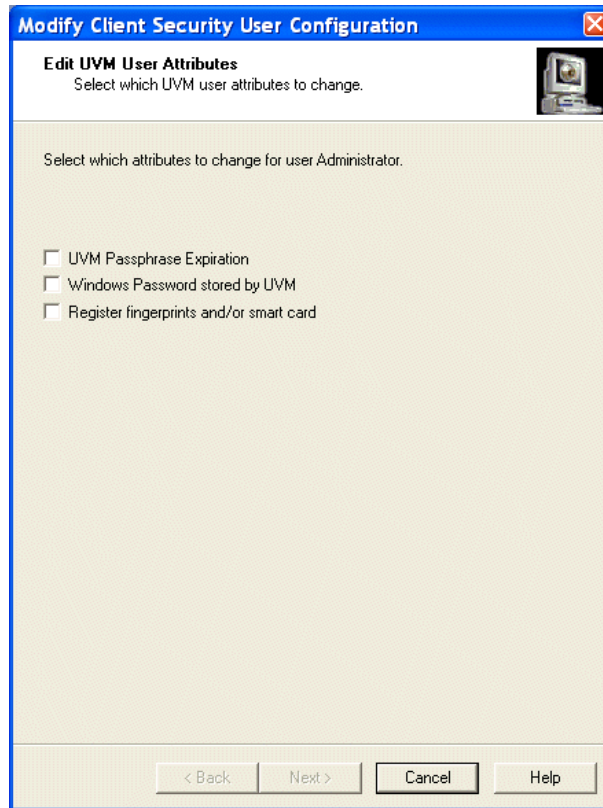 Modify Client Security User Configuration
Edit UVM User Attributes
Select which UVM user attributes to change.
Select which attributes to change for user Administrator.
UVM Passphrase Expiration
Windows Password stored by UVM
Register fingerprints and/or smart card
< Back
Next >
Cancel
Help